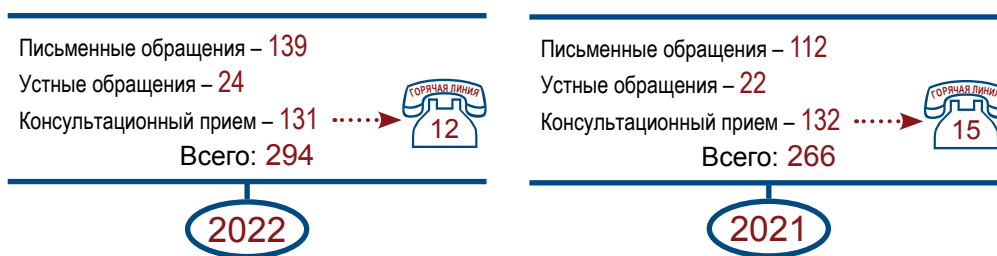 Письменные обращения – 139
Устные обращения – 24
Консультационный прием – 131
ГОРЯЧАЯ ЛИНИЯ
12
Всего: 294
2022
Письменные обращения – 112
Устные обращения – 22
Консультационный прием – 132
ГОРЯЧАЯ ЛИНИЯ
15
Всего: 266
2021